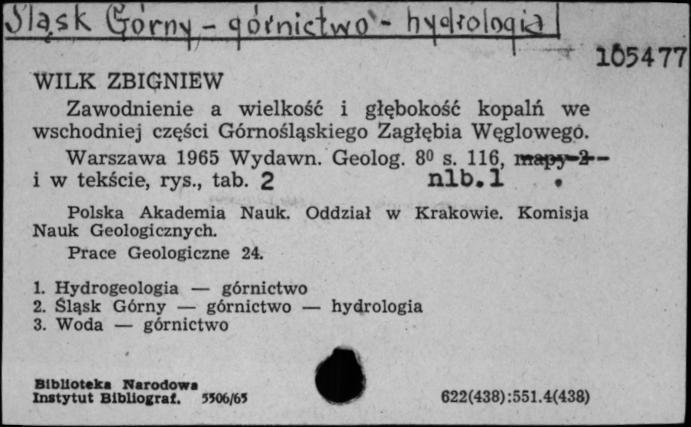 Śląsk Górny - górnictwo - hydrologia
105477
WILK ZBIGNIEW
Zawodnienie a wielkość i głębokość kopalń we
wschodniej części Górnośląskiego Zagłębia Węglowego.
Warszawa 1965 Wydawn. Geolog. 8⁰ s. 116, mapy 2
i w tekście, rys., tab. 2 nlb. 1
Polska Akademia Nauk. Oddział w Krakowie. Komisja
Nauk Geologicznych.
Prace Geologiczne 24.
1. Hydrogeologia — górnictwo
2. Śląsk Górny — górnictwo — hydrologia
3. Woda — górnictwo
Biblioteka Narodowa
Instytut Bibliograf. 5506/65
622(438):551.4(438)